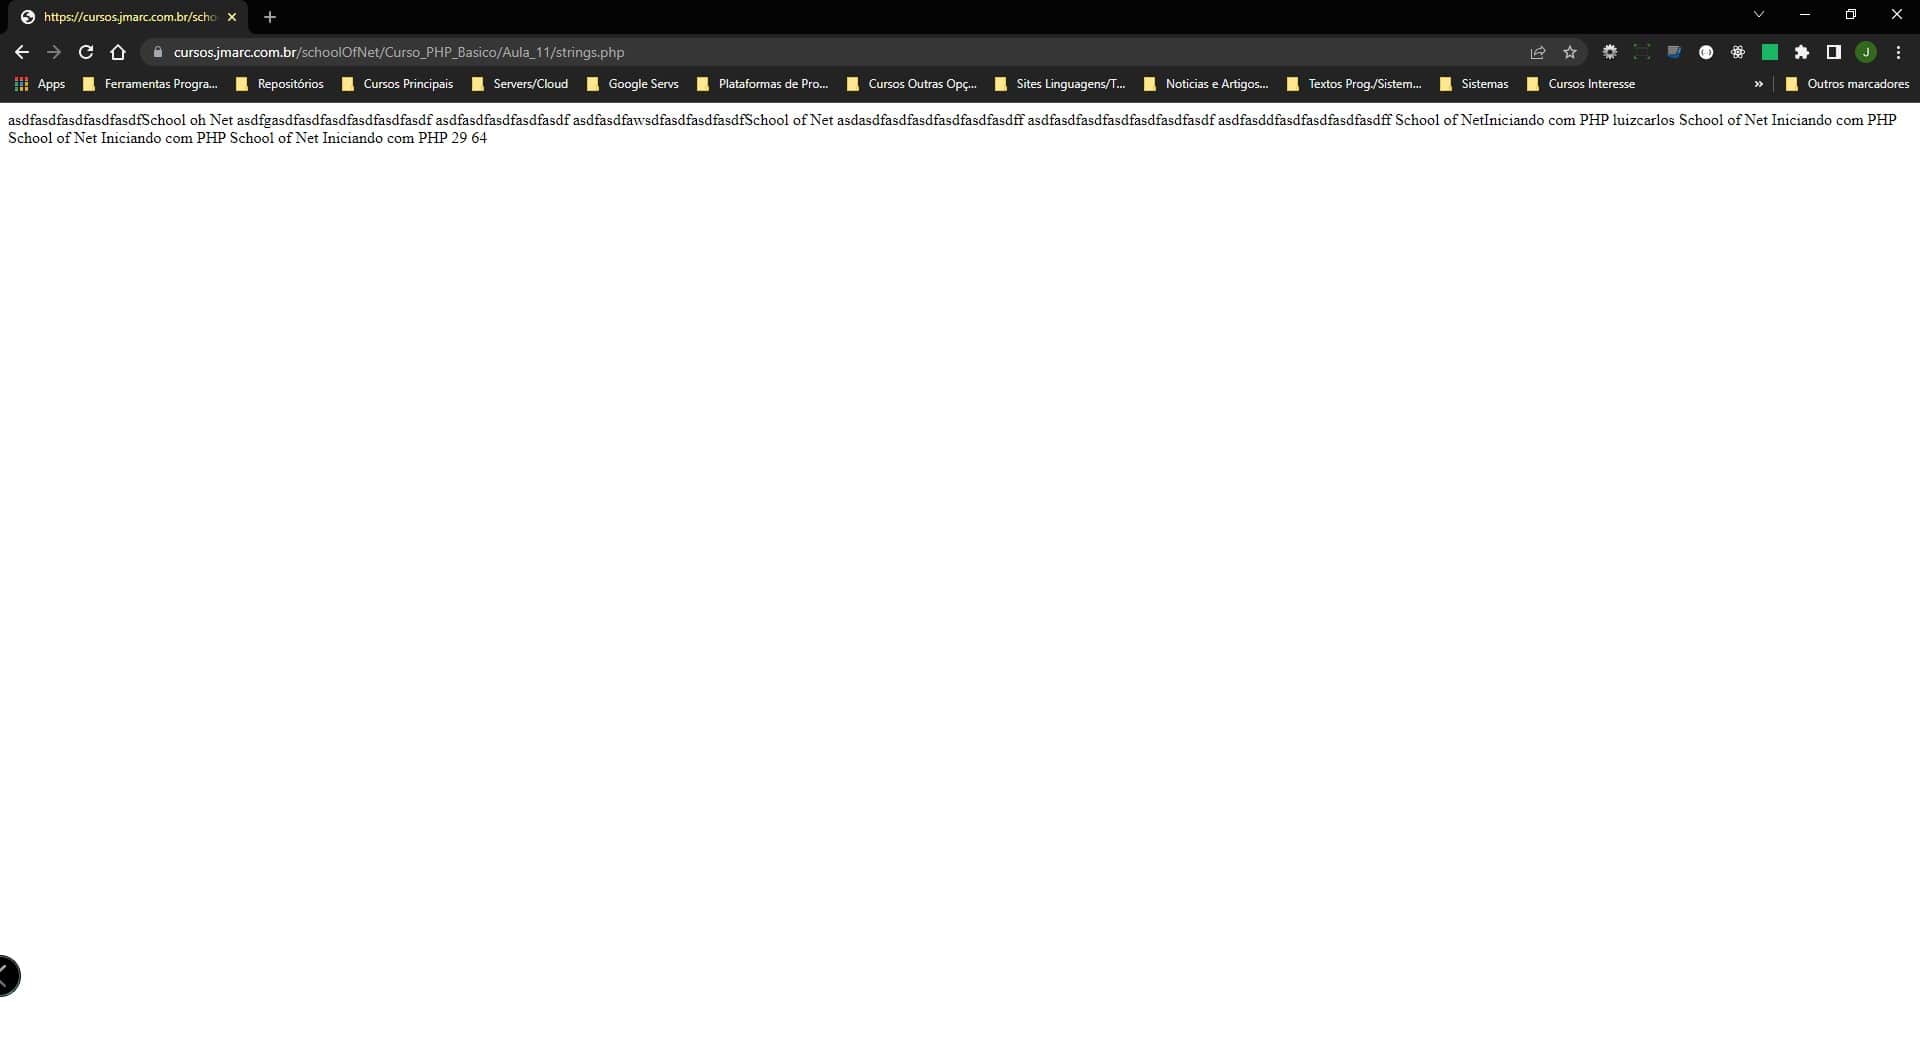 https://cursos.jmarc.com.br/scho
cursos.jmarc.com.br/schoolOfNet/Curso_PHP_Basico/Aula_11/strings.php
J
Apps Ferramentas Progra... Repositórios Cursos Principais Servers/Cloud Google Servs Plataformas de Pro... Cursos Outras Opç... Sites Linguagens/T... Noticias e Artigos... Textos Prog./Sistem... Sistemas Cursos Interesse » Outros marcadores
asdfasdfasdfasdfasdfSchool oh Net asdfgasdfasdfasdfasdfasdfasdf asdfasdfasdfasdfasdf asdfasdfawsdfasdfasdfasdfSchool of Net asdasdfasdfasdfasdfasdfasdff asdfasdfasdfasdfasdfasdfasdf asdfasddfasdfasdfasdfasdff School of NetIniciando com PHP luizcarlos School of Net Iniciando com PHP
School of Net Iniciando com PHP School of Net Iniciando com PHP 29 64